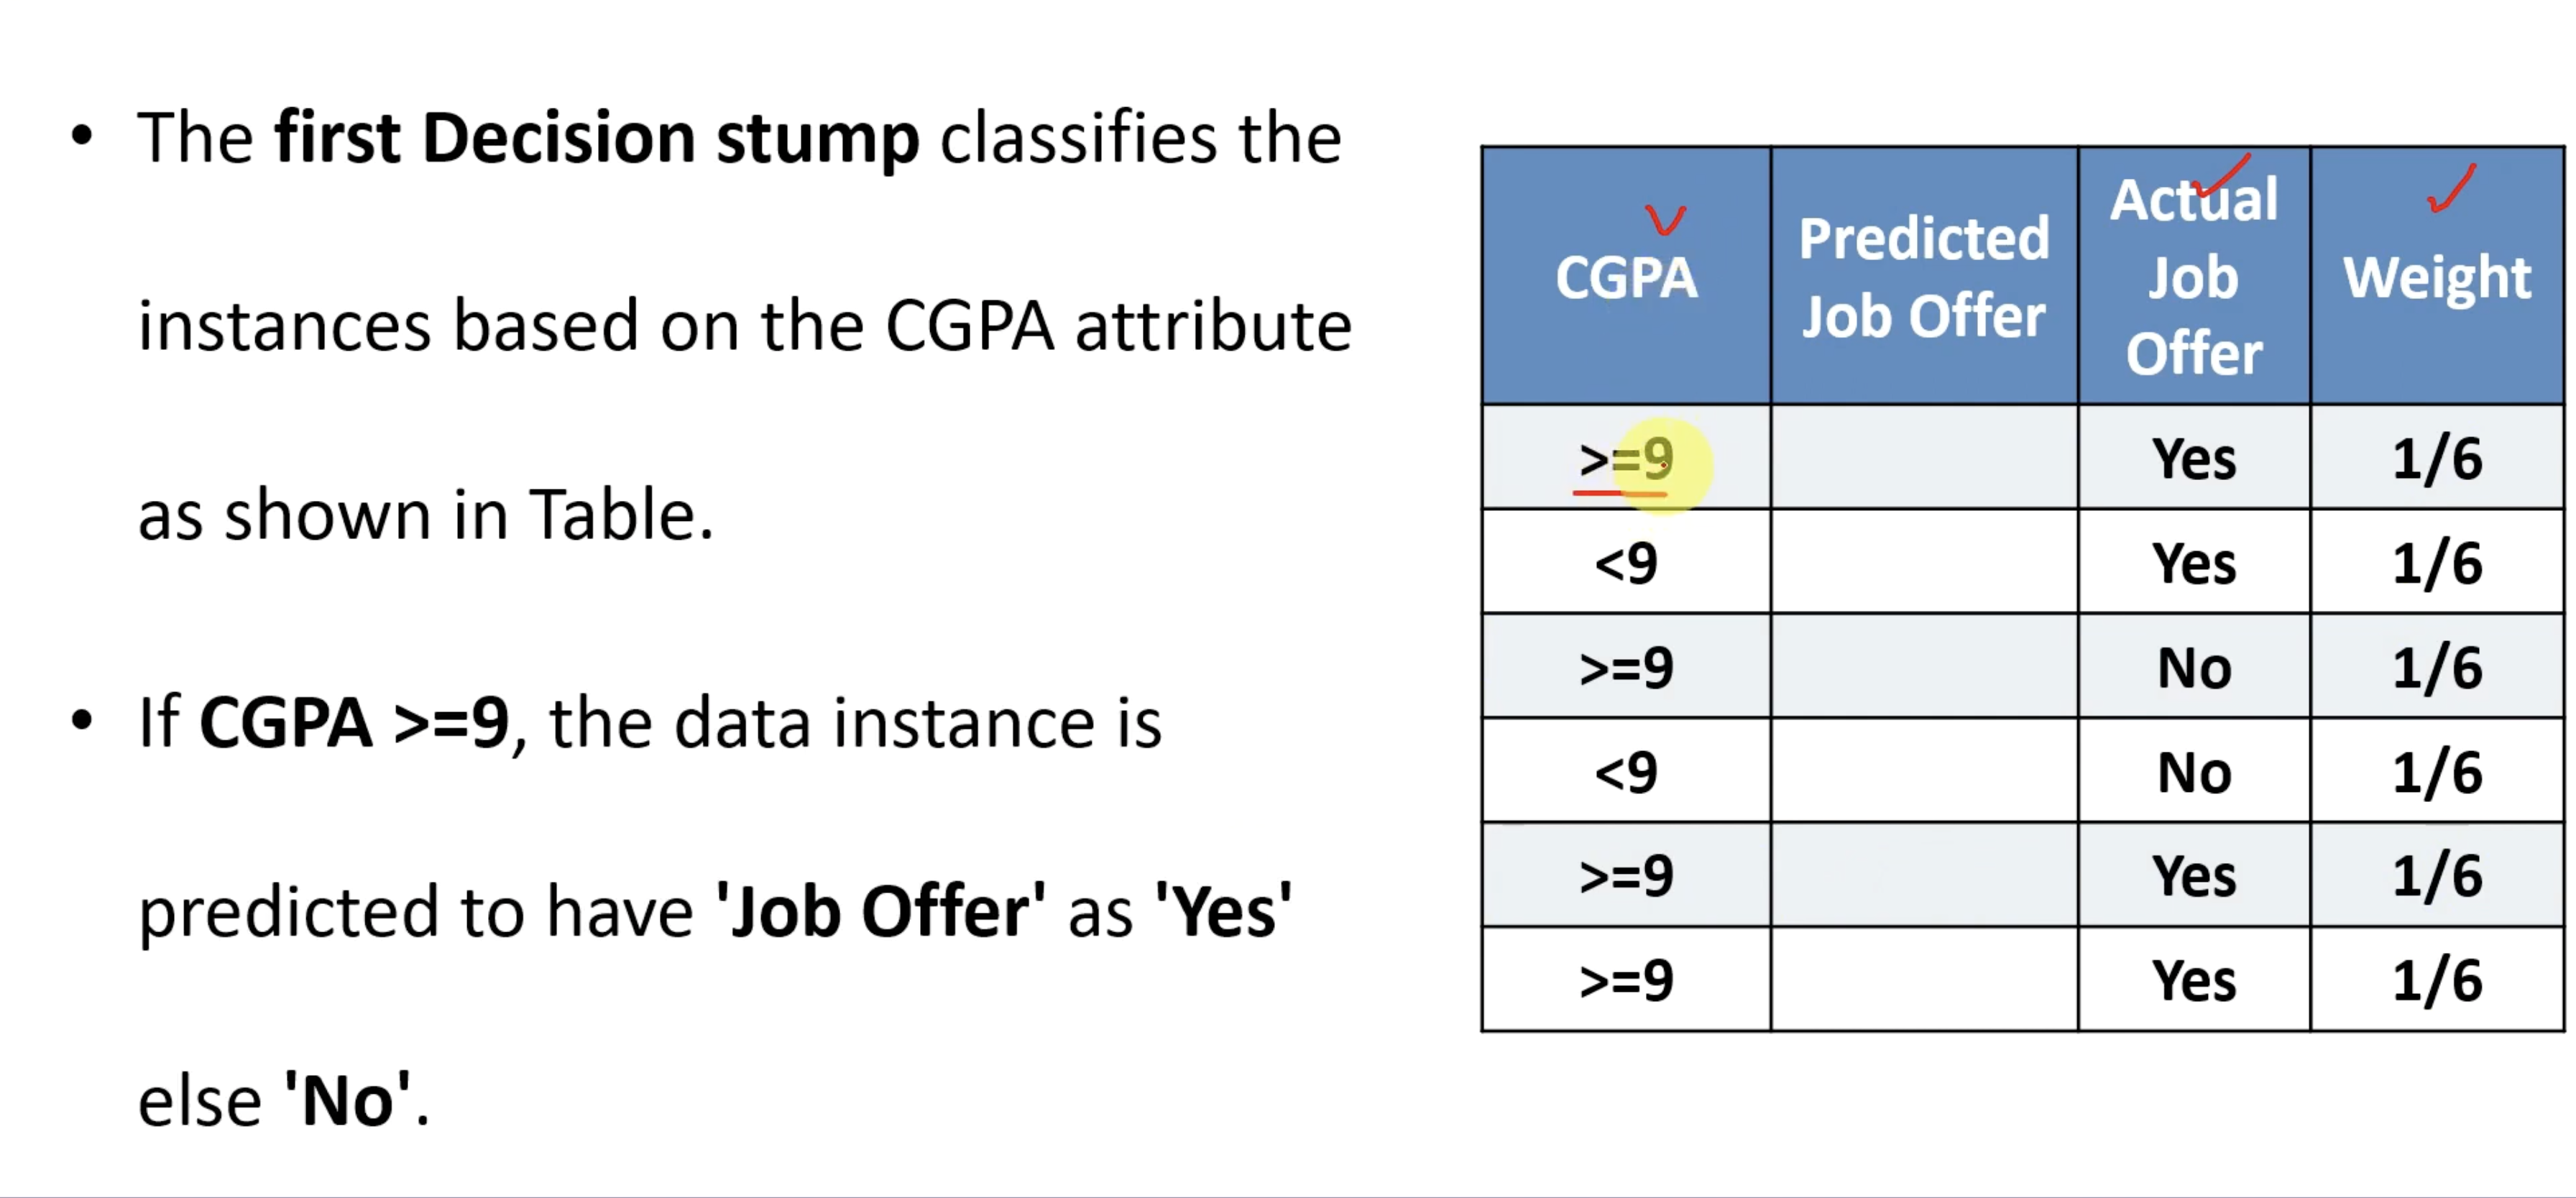 • The first Decision stump classifies the
instances based on the CGPA attribute
as shown in Table.
• If CGPA >=9, the data instance is
predicted to have 'Job Offer' as 'Yes'
else 'No'.
CGPA Predicted Job Offer Actual Job Offer Weight
>=9 Yes 1/6
<9 Yes 1/6
>=9 No 1/6
<9 No 1/6
>=9 Yes 1/6
>=9 Yes 1/6